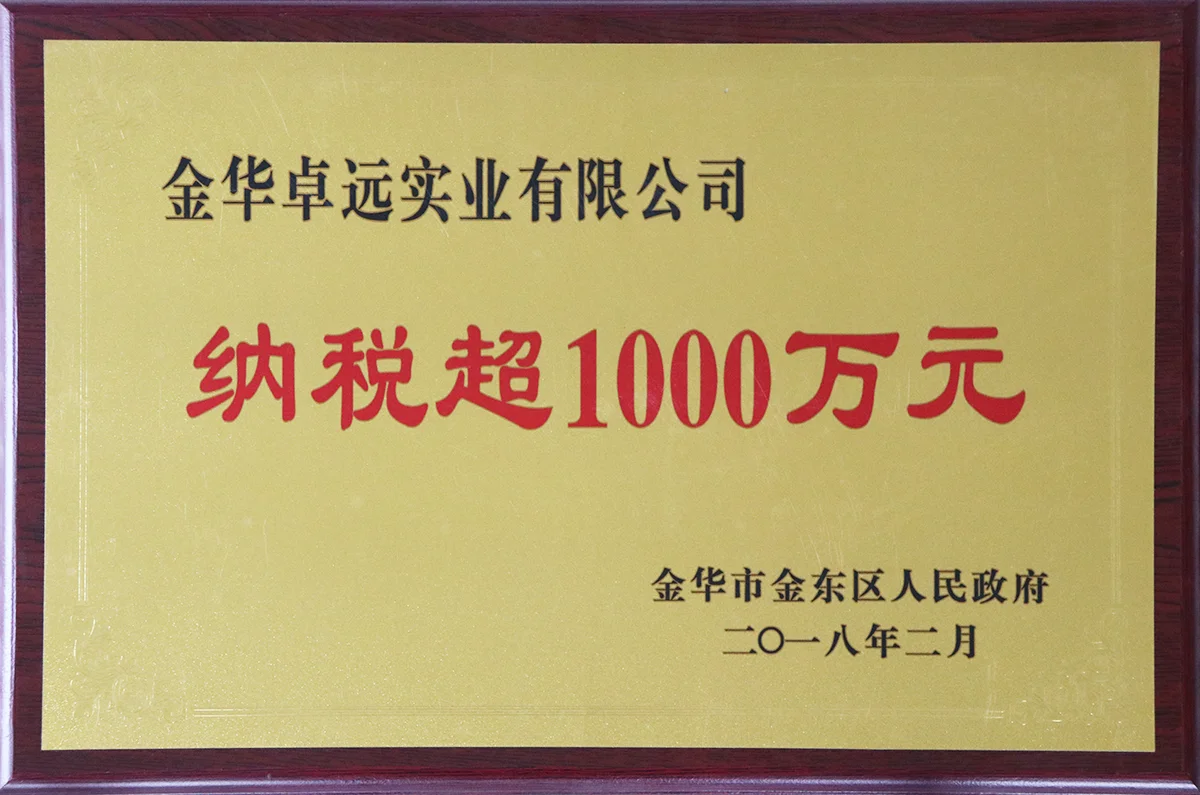 金华卓远实业有限公司
纳税超1000万元
金华市金东区人民政府
二〇一八年二月